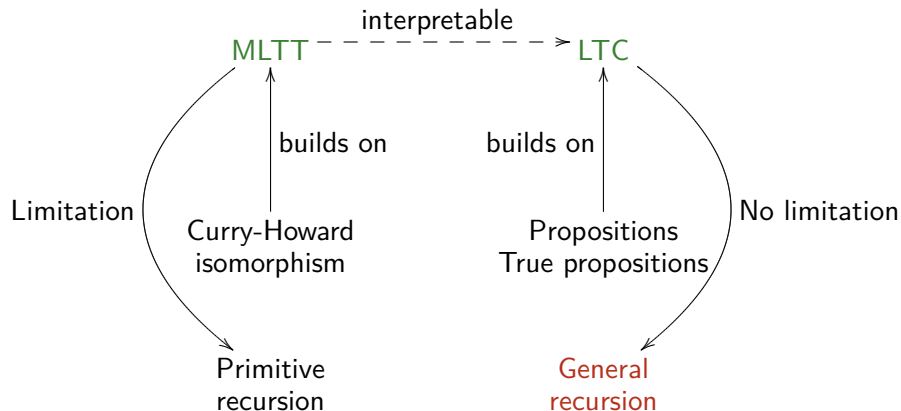 interpretable
MLTT
LTC
builds on
builds on
Limitation
No limitation
Curry-Howard
isomorphism
Propositions
True propositions
Primitive
recursion
General
recursion